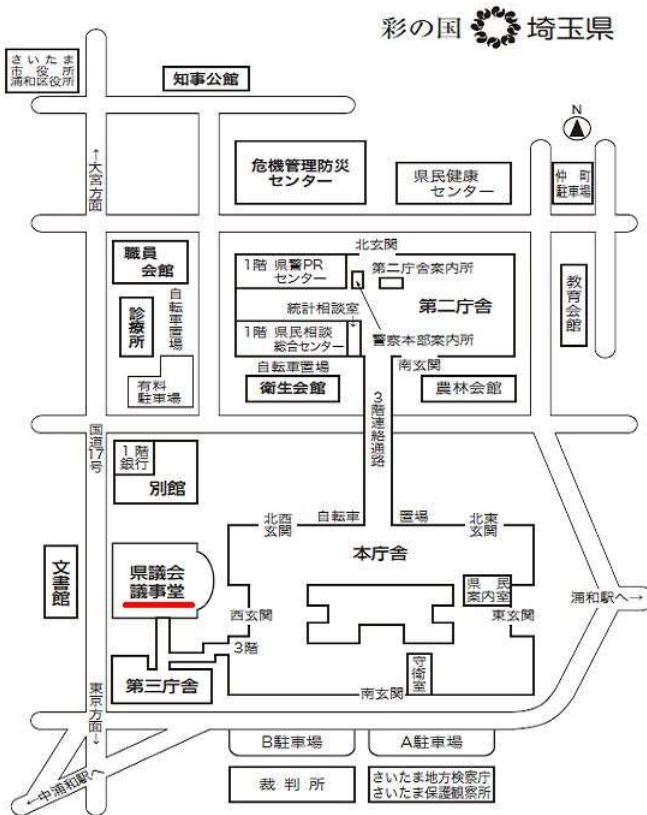 彩の国 埼玉県
さいたま
市役所
浦和区役所
知事公館
N
←大宮方面
危機管理防災
センター
県民健康
センター
仲町
駐車場
職員
会館
北玄関
1階 県警PR
センター
第二庁舎案内所
第二庁舎
教育会館
診療所
自転車置場
統計相談室
1階 県民相談
総合センター
警察本部案内所
自転車置場
南玄関
有料
駐車場
衛生会館
農林会館
3階連絡通路
国道17号
1階
銀行
別館
北西
玄関
自転車
置場
北東
玄関
本庁舎
文書館
県議会
議事堂
県民
案内室
浦和駅へ→
西玄関
東玄関
3階
守衛室
第三庁舎
南玄関
東京方面→
B駐車場
A駐車場
←中浦和駅へ
裁判所
さいたま地方検察庁
さいたま保護観察所